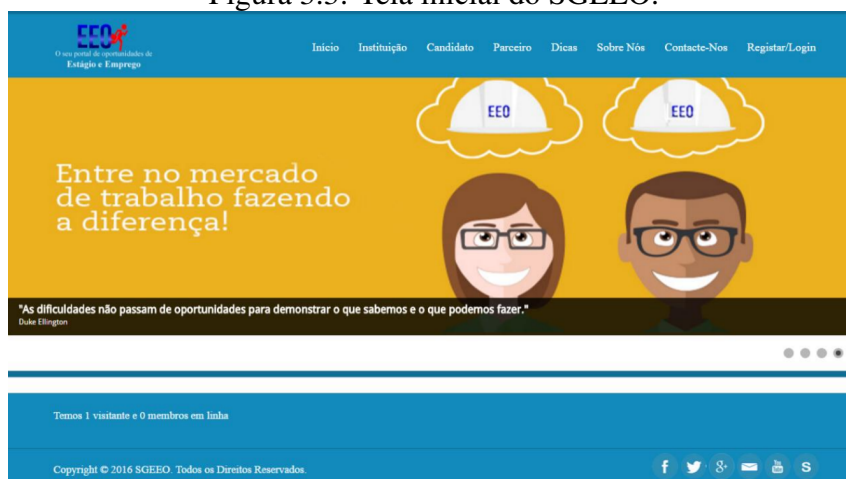 Figura 3.3: Tela inicial do SGEEO.
EEO
O seu portal de oportunidades de
Estágio e Emprego
Início Instituição Candidato Parceiro Dicas Sobre Nós Contacte-Nos Registar/Login
EEO EEO
Entre no mercado
de trabalho fazendo
a diferença!
"As dificuldades não passam de oportunidades para demonstrar o que sabemos e o que podemos fazer."
Duke Ellington
Temos 1 visitante e 0 membros em linha
Copyright © 2016 SGEEO. Todos os Direitos Reservados.